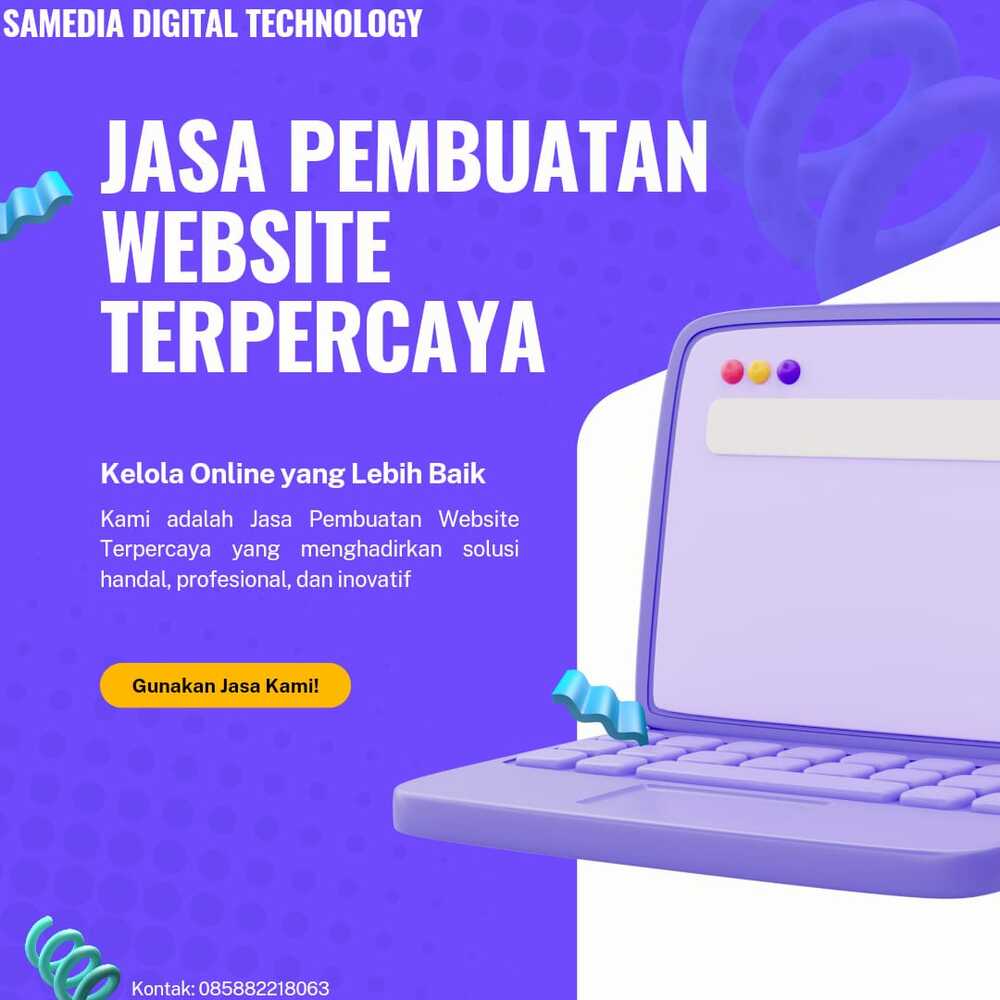 SAMEDIA DIGITAL TECHNOLOGY
JASA PEMBUATAN
WEBSITE
TERPERCAYA
Kelola Online yang Lebih Baik
Kami adalah Jasa Pembuatan Website
Terpercaya yang menghadirkan solusi
handal, profesional, dan inovatif
Gunakan Jasa Kami!
Kontak: 085882218063